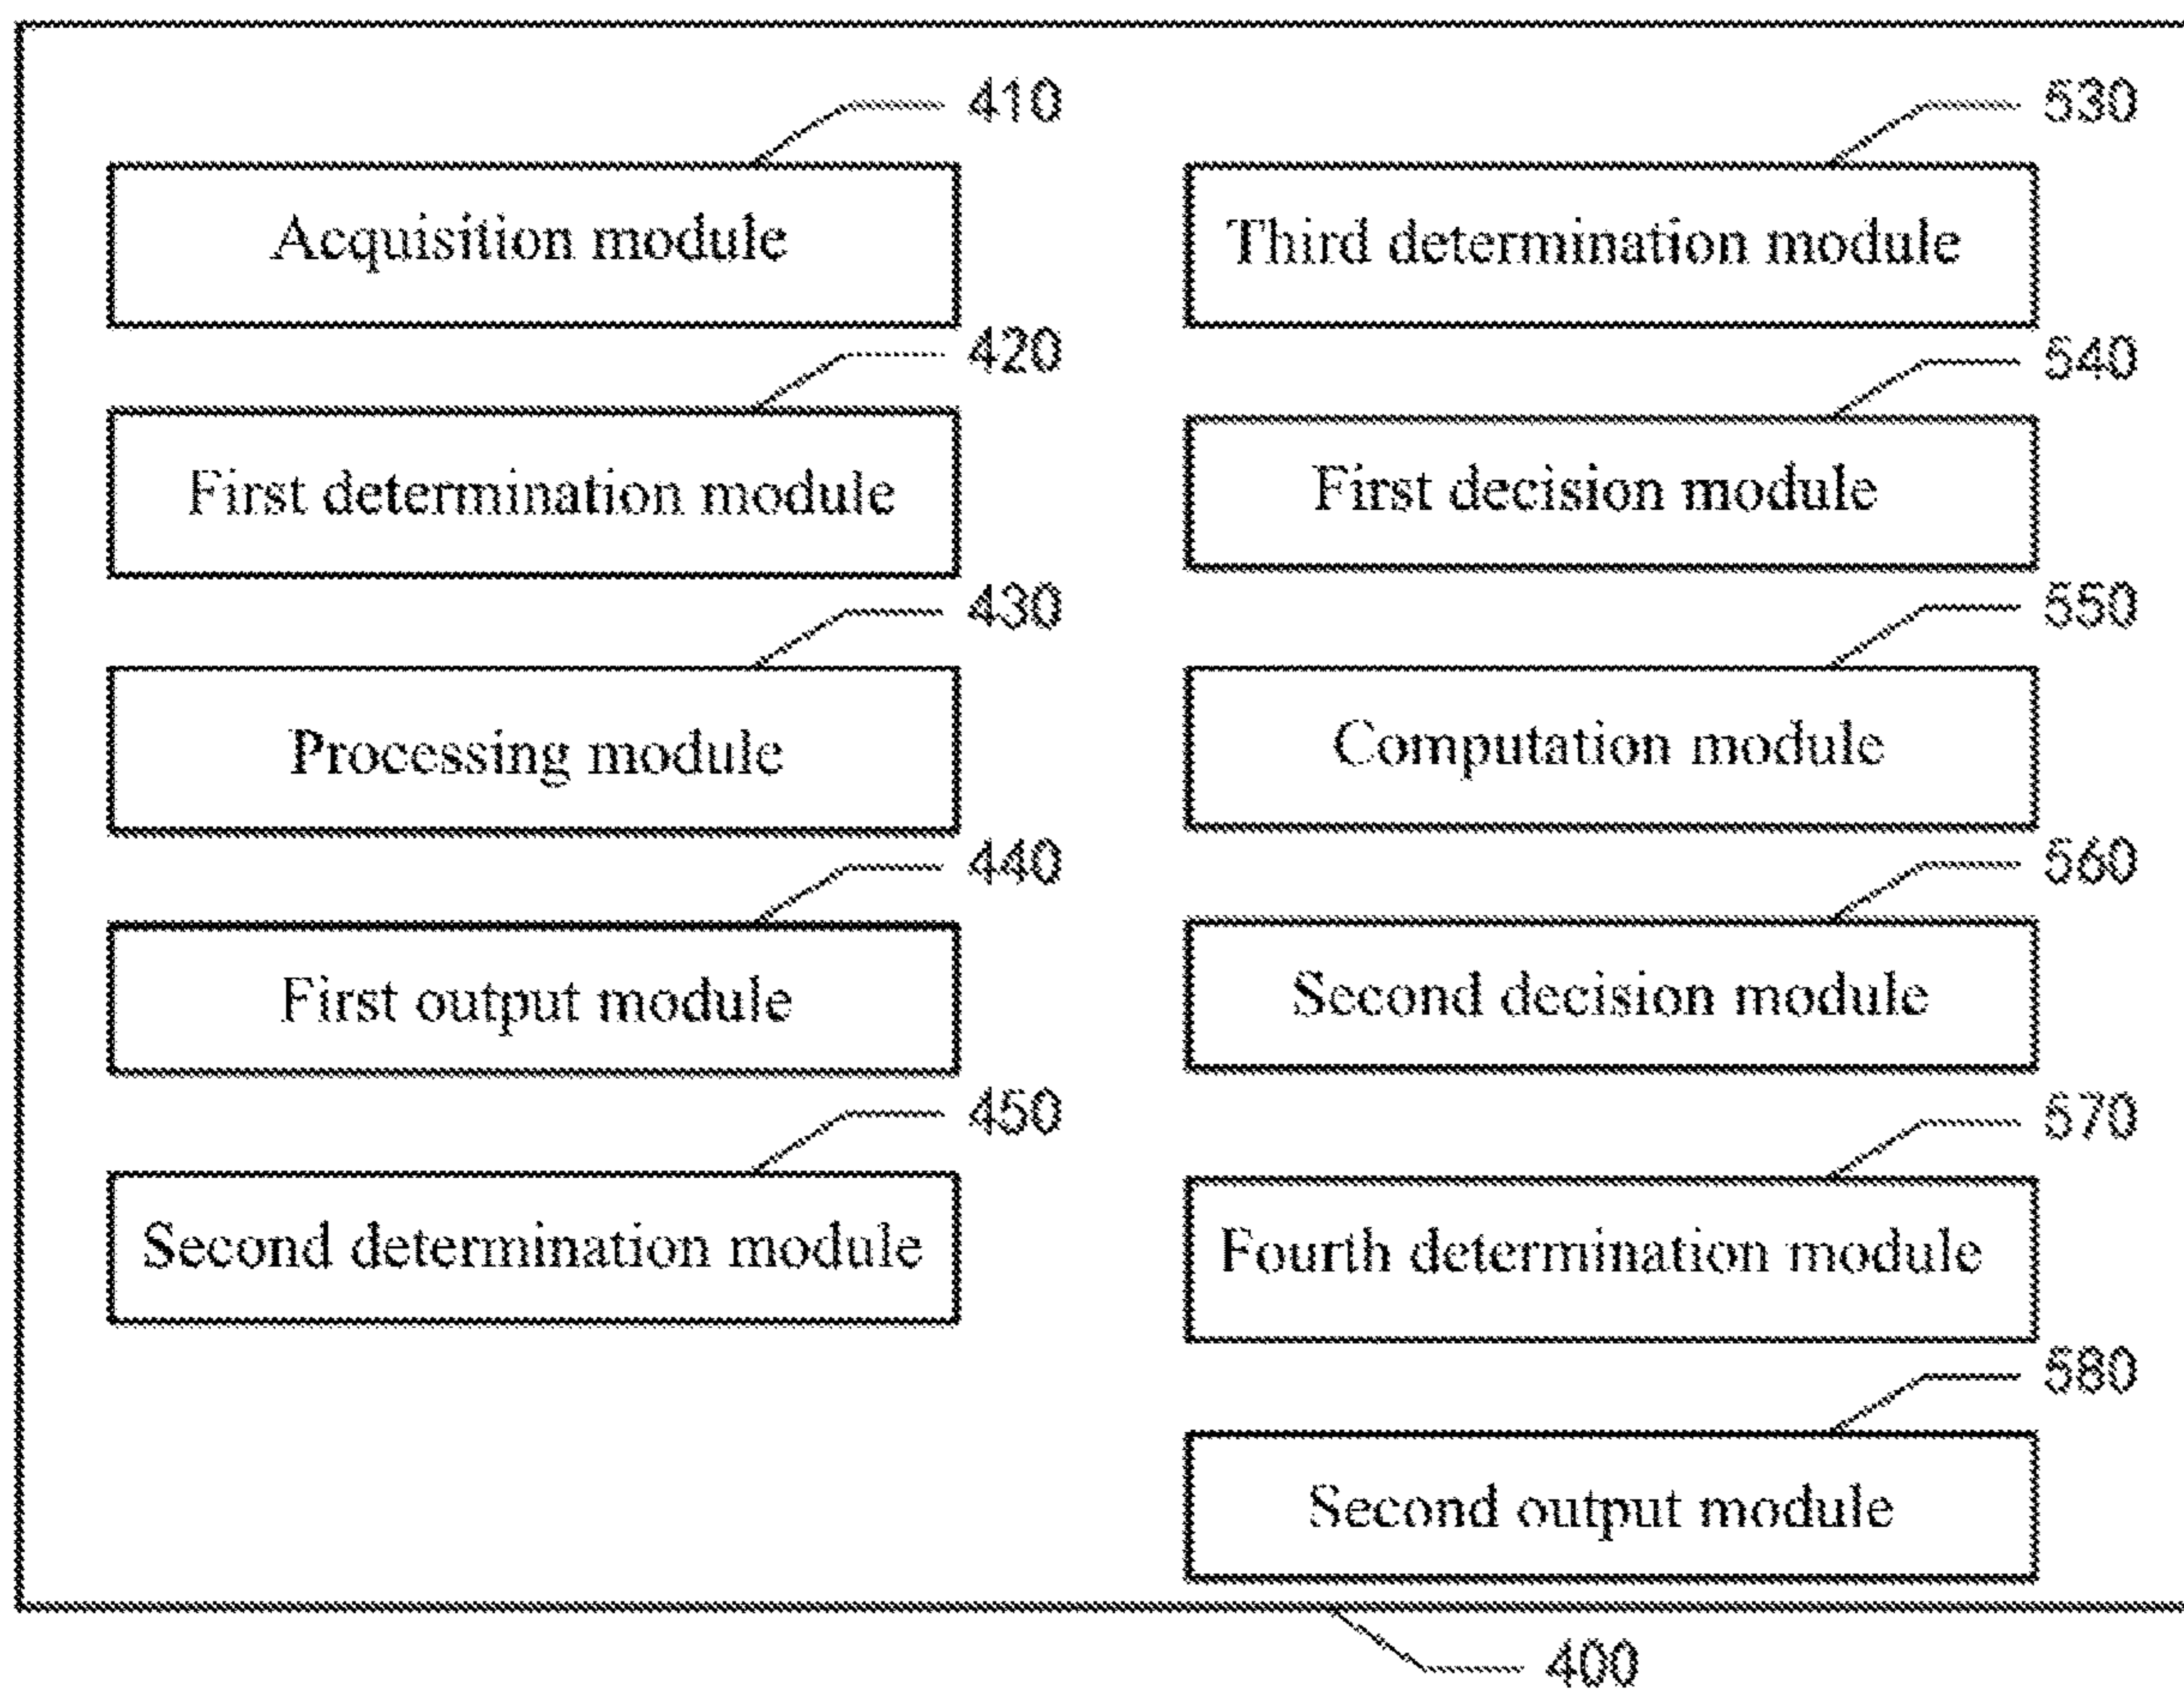 410
Acquisition module
420
First determination module
430
Processing module
440
First output module
450
Second determination module
530
Third determination module
540
First decision module
550
Computation module
560
Second decision module
570
Fourth determination module
580
Second output module
400